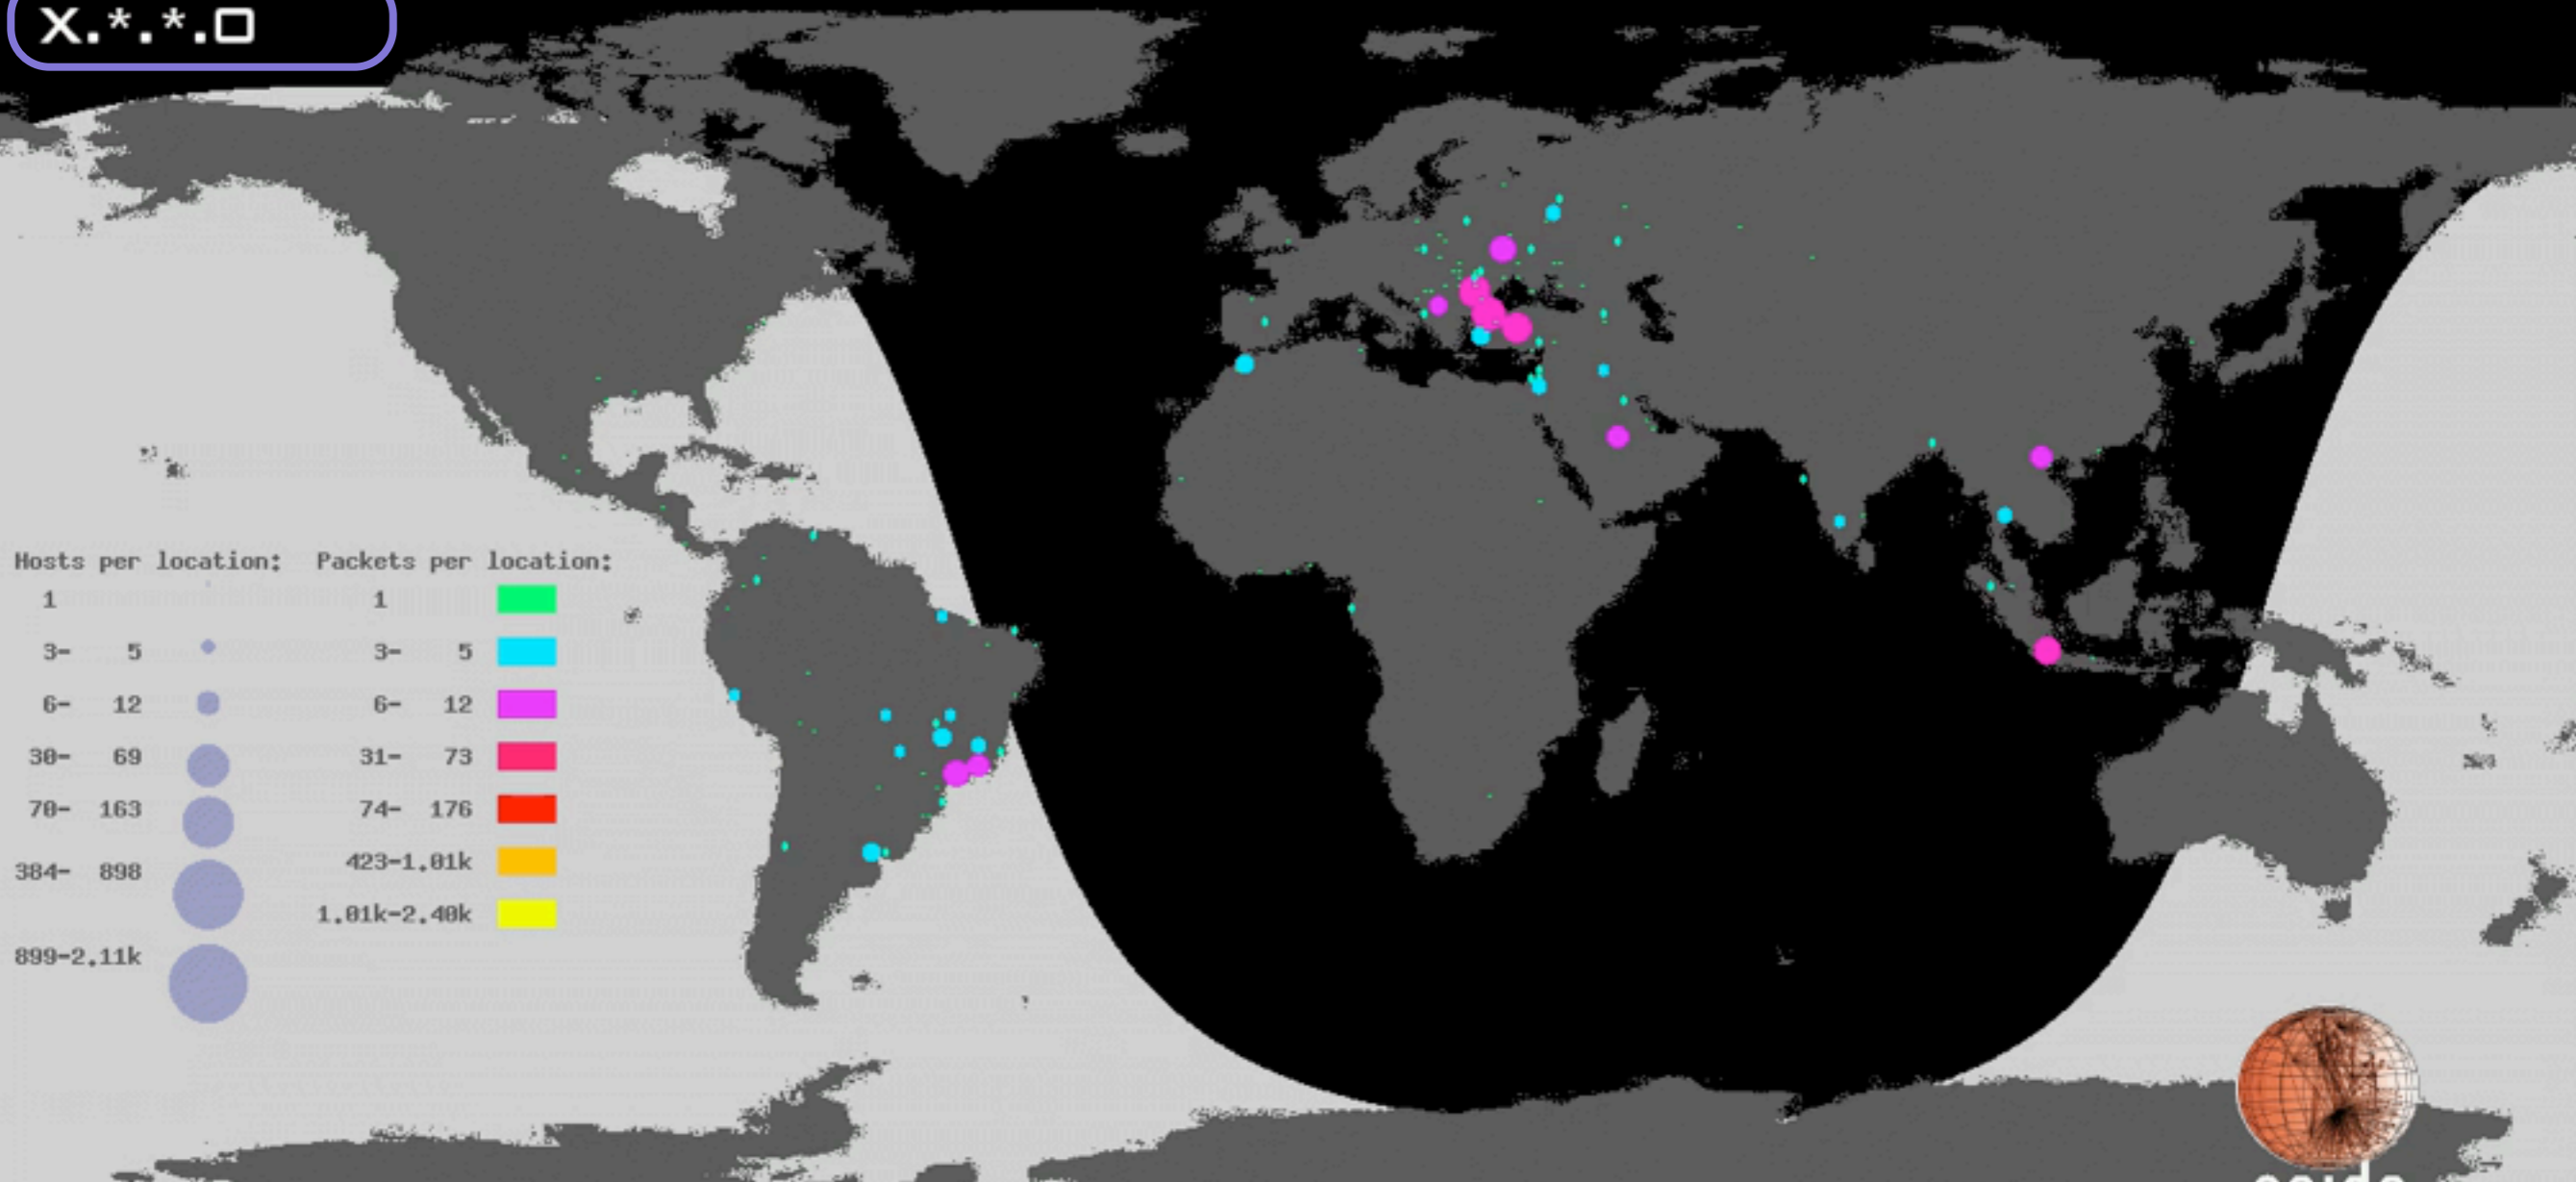 X.*.*.0
Hosts per location: Packets per location:
1 1
3- 5 3- 5
6- 12 6- 12
30- 69 31- 73
70- 163 74- 176
384- 898 423-1.01k
899-2.11k 1.01k-2.40k